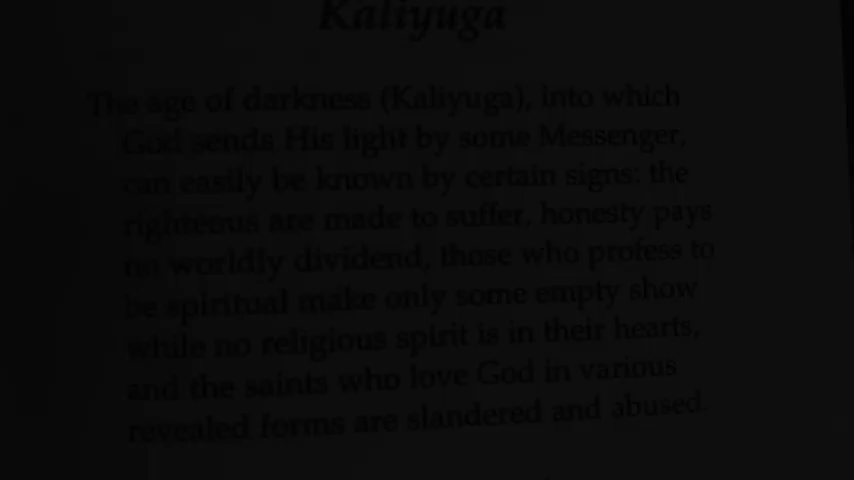 Kaliyuga
The age of darkness (Kaliyuga), into which
God sends His light by some Messenger,
can easily be known by certain signs: the
righteous are made to suffer, honesty pays
no worldly dividend, those who profess to
be spiritual make only some empty show
while no religious spirit is in their hearts,
and the saints who love God in various
revealed forms are slandered and abused.